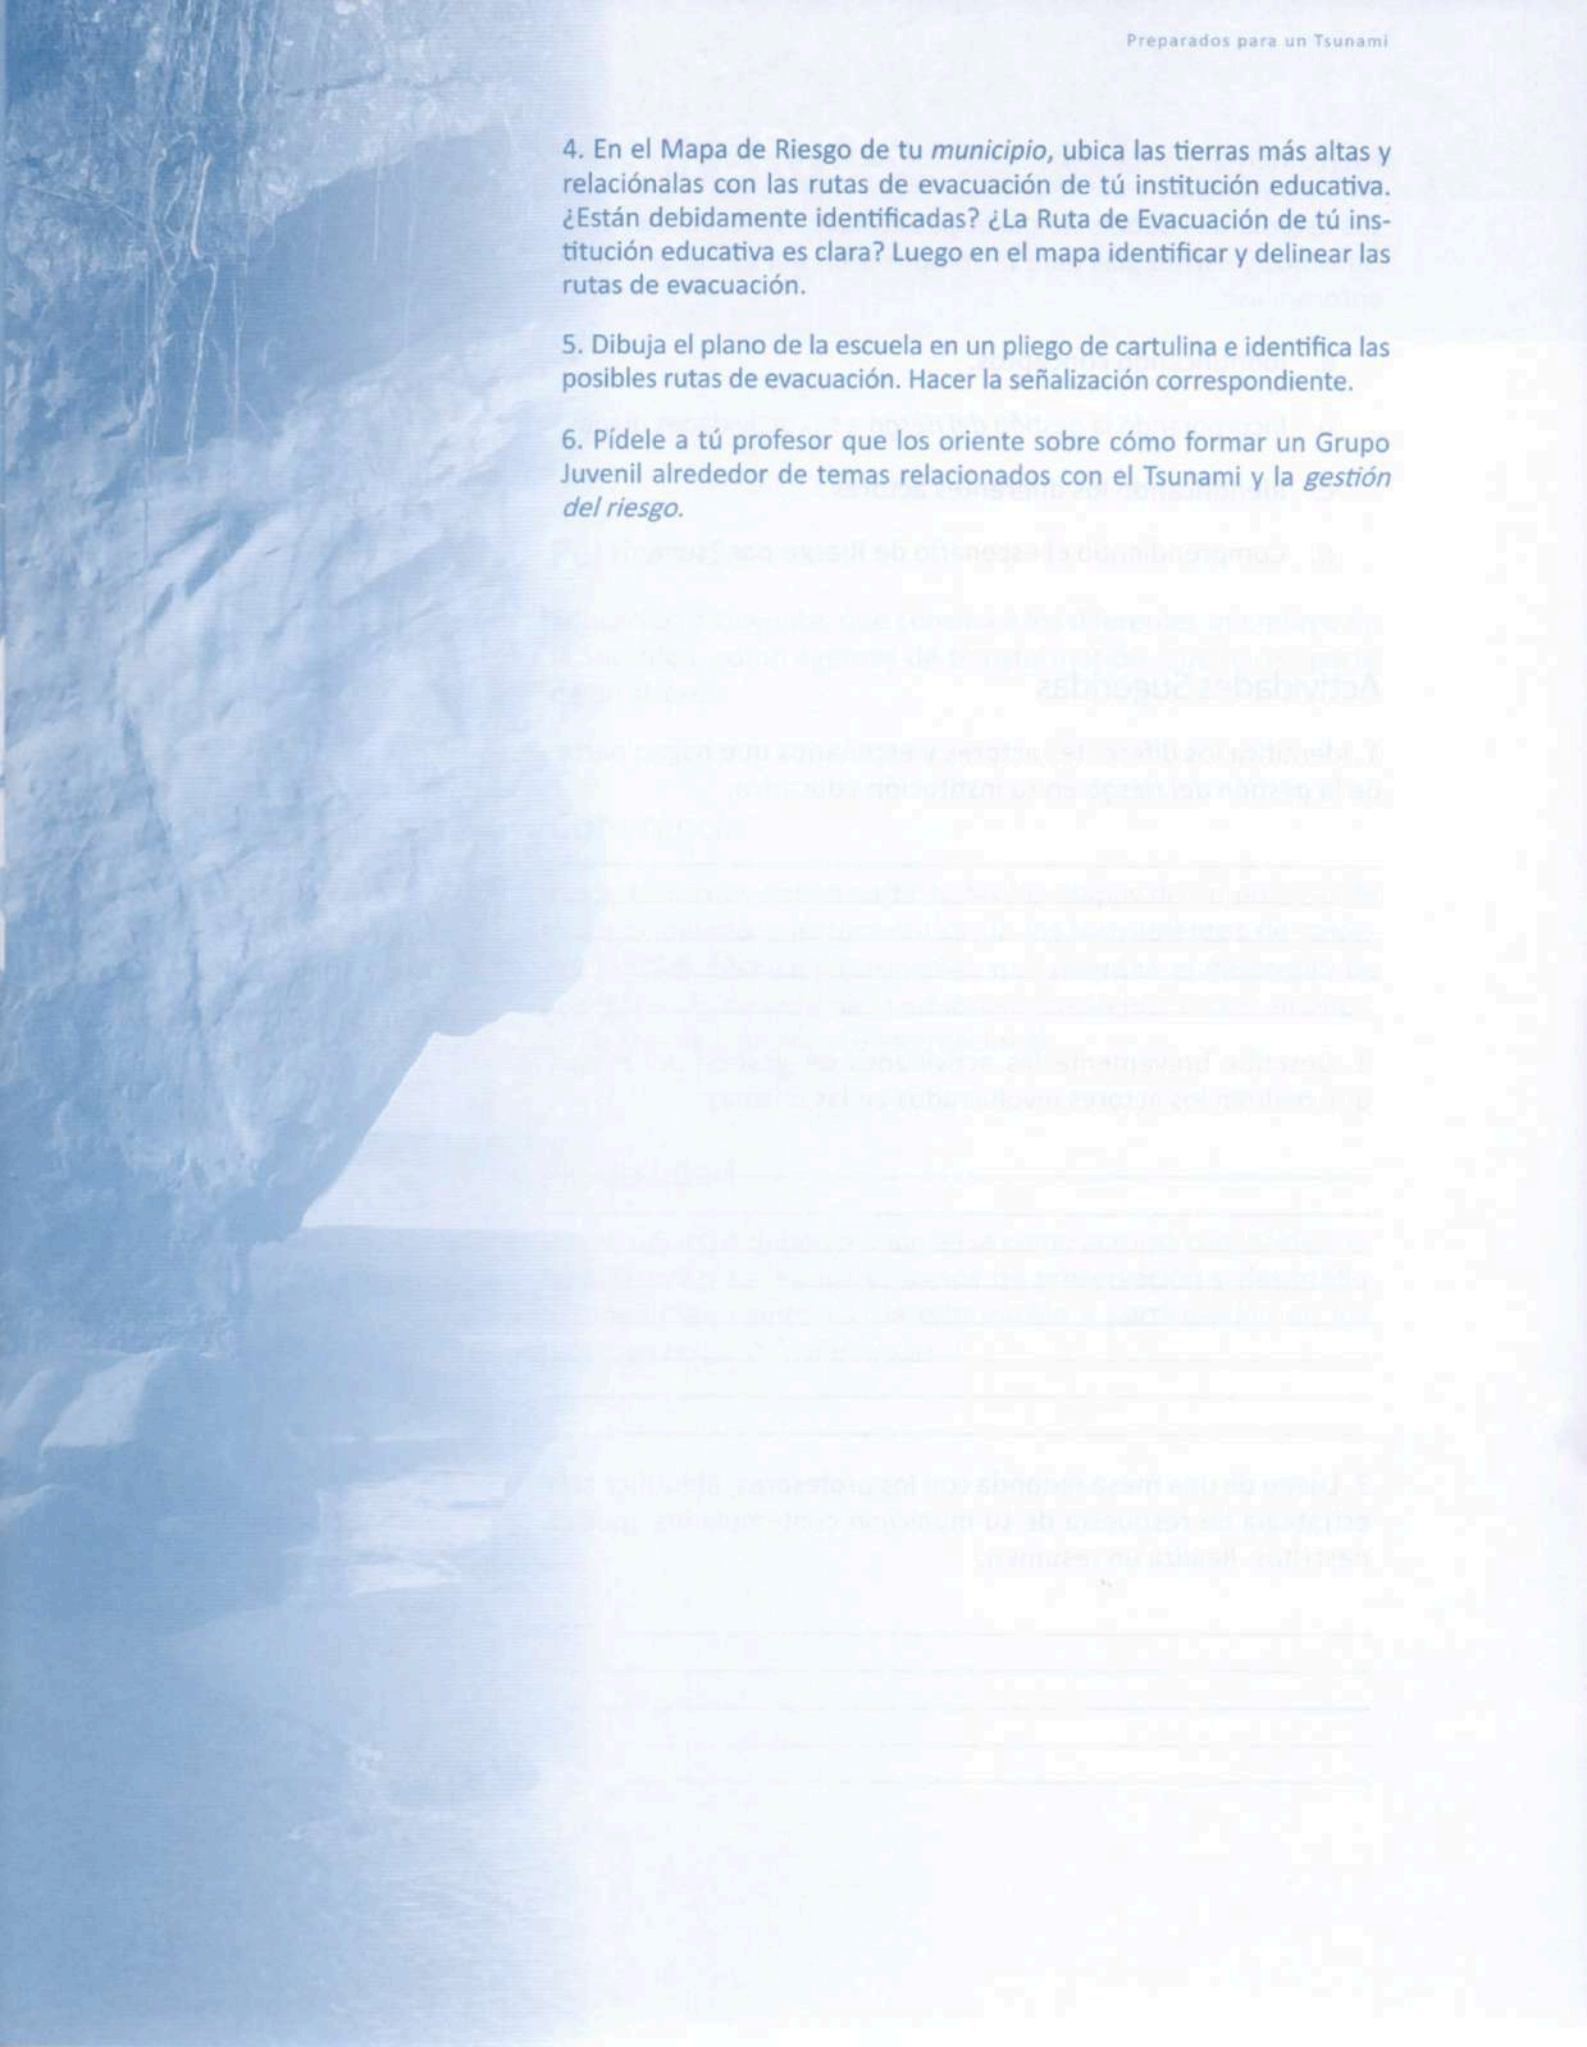 Preparados para un Tsunami
4. En el Mapa de Riesgo de tu municipio, ubica las tierras más altas y
relaciónalas con las rutas de evacuación de tú institución educativa.
¿Están debidamente identificadas? ¿La Ruta de Evacuación de tú ins-
titución educativa es clara? Luego en el mapa identificar y delinear las
rutas de evacuación.
5. Dibuja el plano de la escuela en un pliego de cartulina e identifica las
posibles rutas de evacuación. Hacer la señalización correspondiente.
6. Pídele a tú profesor que los oriente sobre cómo formar un Grupo
Juvenil alrededor de temas relacionados con el Tsunami y la gestión
del riesgo.